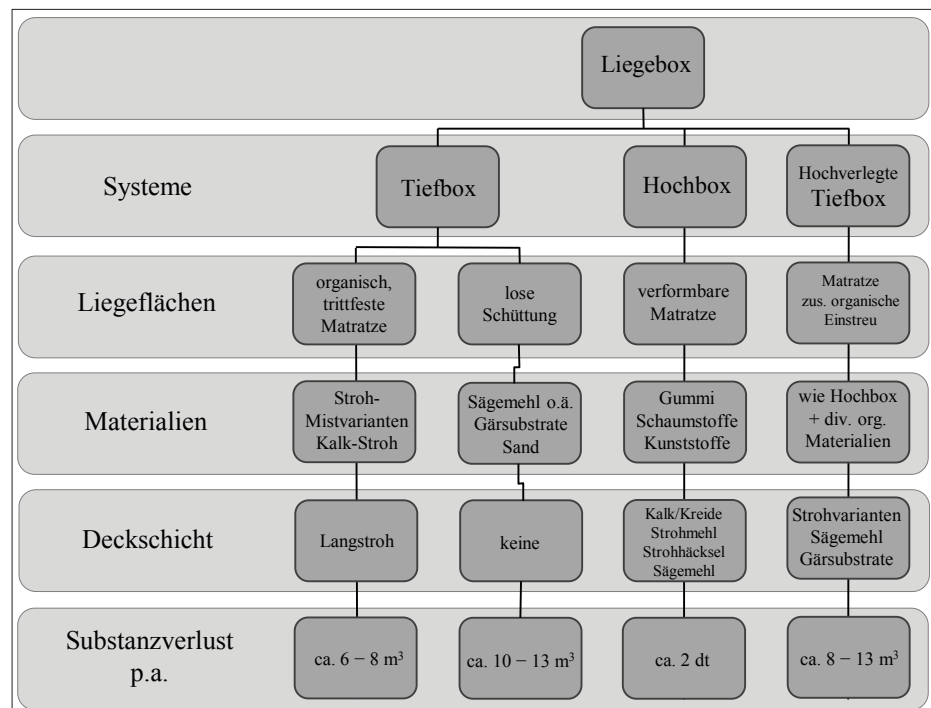 Liegebox
Systeme
Tiefbox
Hochbox
Hochverlegte
Tiefbox
Liegeflächen
organisch,
trittfeste
Matratze
lose
Schüttung
verformbare
Matratze
Matratze
zus. organische
Einstreu
Materialien
Stroh-
Mistvarianten
Kalk-Stroh
Sägemehl o.ä.
Gärsubstrate
Sand
Gummi
Schaumstoffe
Kunststoffe
wie Hochbox
+ div. org.
Materialien
Deckschicht
Langstroh
keine
Kalk/Kreide
Strohmehl
Strohhäcksel
Sägemehl
Strohvarianten
Sägemehl
Gärsubstrate
Substanzverlust
p.a.
ca. 6 − 8 m³
ca. 10 − 13 m³
ca. 2 dt
ca. 8 − 13 m³